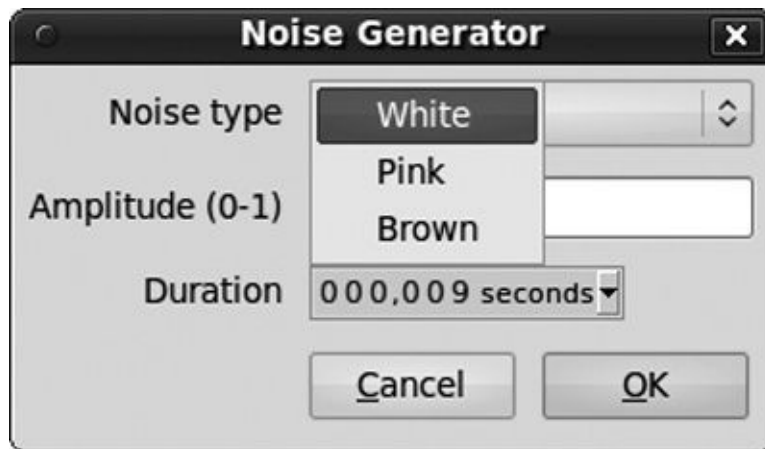 Noise Generator
Noise type
White
Pink
Brown
Amplitude (0-1)
Duration
000,009 seconds
Cancel
OK